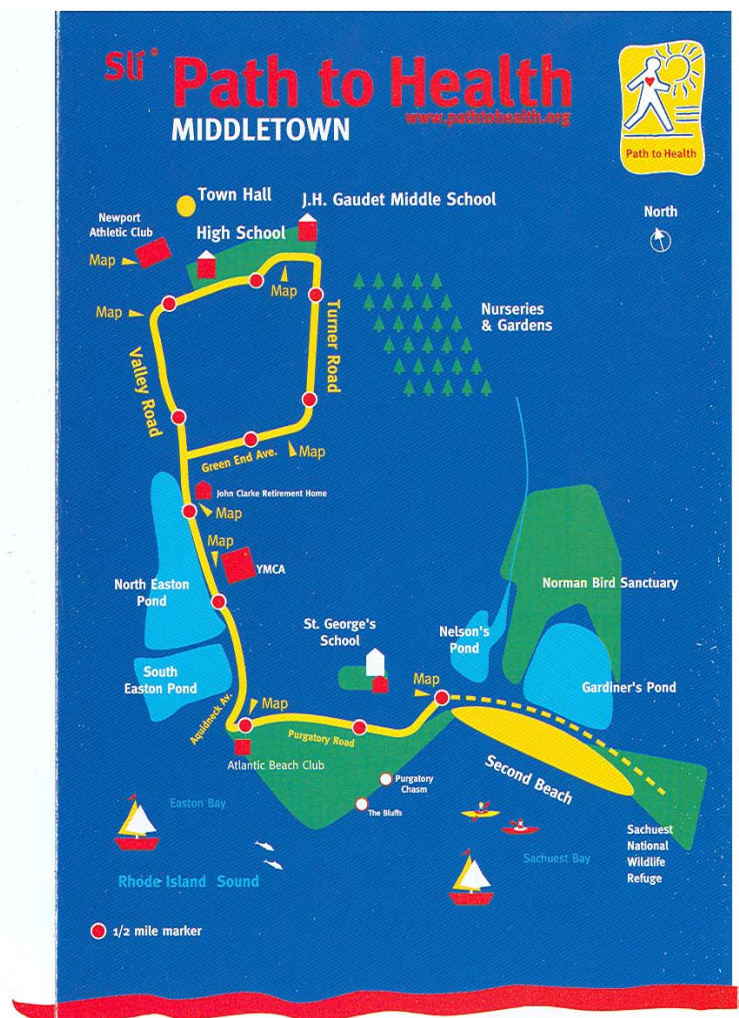 Slí
Path to Health
www.pathtohealth.org
MIDDLETOWN
Path to Health
Town Hall
J.H. Gaudet Middle School
North
Newport
Athletic Club
High School
Map
Map
Map
Nurseries
& Gardens
Turner Road
Valley Road
Green End Ave.
Map
John Clarke Retirement Home
Map
Map
YMCA
North Easton
Pond
Norman Bird Sanctuary
St. George's
School
Nelson's
Pond
South
Easton Pond
Map
Gardiner's Pond
Map
Aquidneck Av.
Purgatory Road
Atlantic Beach Club
Second Beach
Purgatory
Chasm
The Bluffs
Easton Bay
Sachuest
National
Wildlife
Refuge
Sachuest Bay
Rhode Island Sound
1/2 mile marker